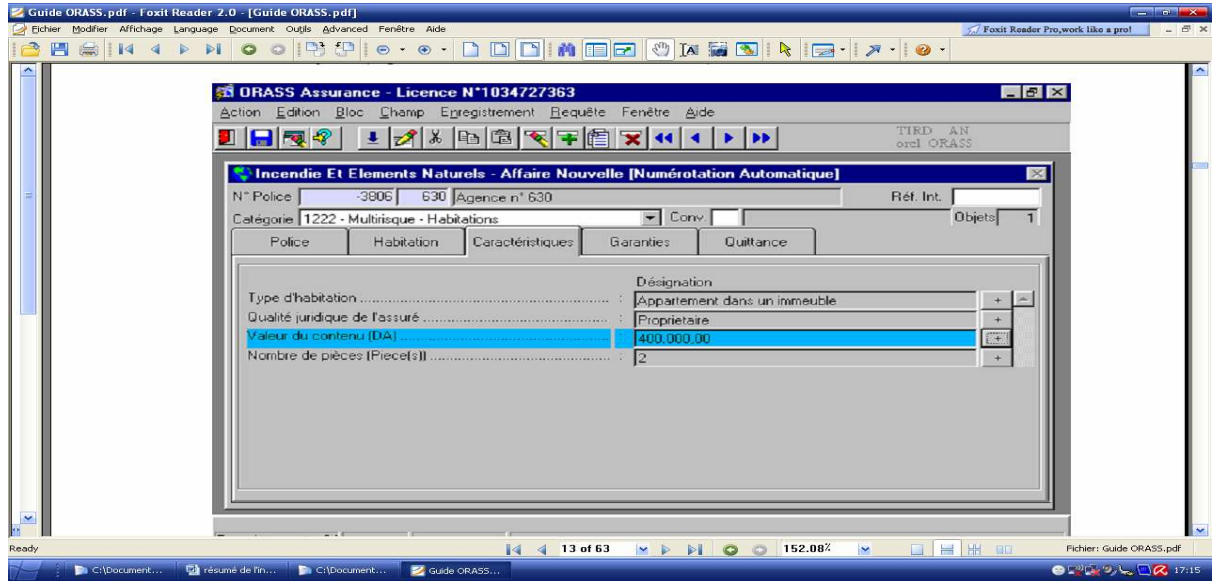 Guide ORASS.pdf - Foxit Reader 2.0 - [Guide ORASS.pdf]
Fichier Modifier Affichage Language Document Outils Advanced Fenêtre Aide
Foxit Reader Pro,work like a pro!
ORASS Assurance - Licence N°1034727363
Action Edition Bloc Champ Enregistrement Requête Fenêtre Aide
TIRD AN
orcl ORASS
Incendie Et Elements Naturels - Affaire Nouvelle [Numérotation Automatique]
N° Police -3806 630 Agence n° 630 Réf. Int.
Catégorie 1222 - Multirisque - Habitations Conv. Objets 1
Police Habitation Caractéristiques Garanties Quittance
Désignation
Type d'habitation : Appartement dans un immeuble +
Qualité juridique de l'assuré : Proprietaire +
Valeur du contenu (DA) : 400.000,00 +
Nombre de pièces (Piece(s)) : 2 +
Ready 13 of 63 152.08% Fichier: Guide ORASS.pdf
C:\Document... résumé de l'in... C:\Document... Guide ORASS... 17:15